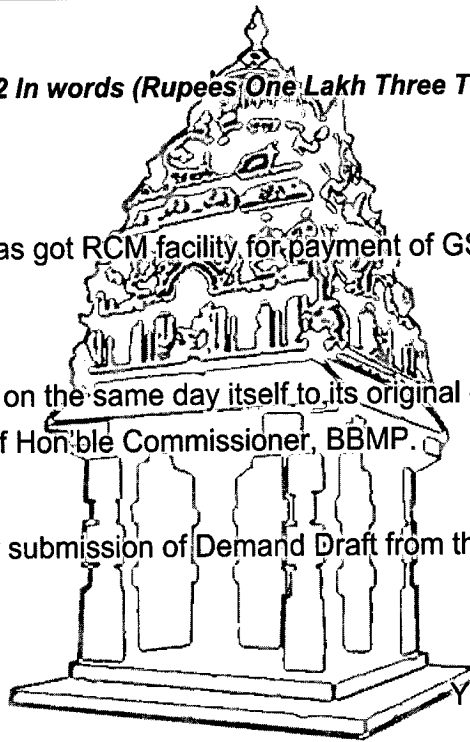 2 In words (Rupees One Lakh Three T
as got RCM facility for payment of GS
on the same day itself to its original
f Hon'ble Commissioner, BBMP.
submission of Demand Draft from th
Y